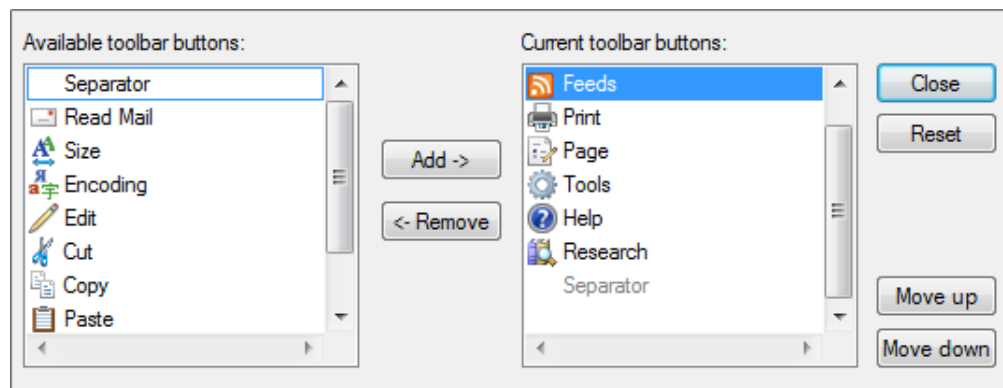 Available toolbar buttons:
Separator
Read Mail
Size
Encoding
Edit
Cut
Copy
Paste
Add ->
<- Remove
Current toolbar buttons:
Feeds
Print
Page
Tools
Help
Research
Separator
Close
Reset
Move up
Move down